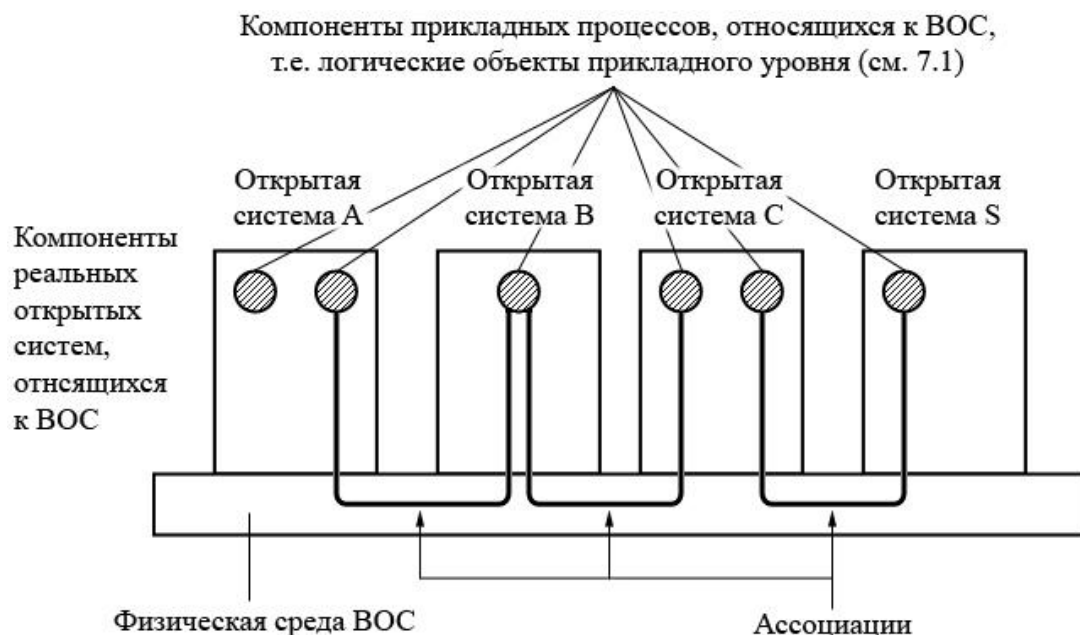 Компоненты прикладных процессов, относящихся к ВОС,
т.е. логические объекты прикладного уровня (см. 7.1)
Открытая
система А
Открытая
система В
Открытая
система С
Открытая
система S
Компоненты
реальных
открытых
систем,
отнсящихся
к ВОС
Физическая среда ВОС
Ассоциации